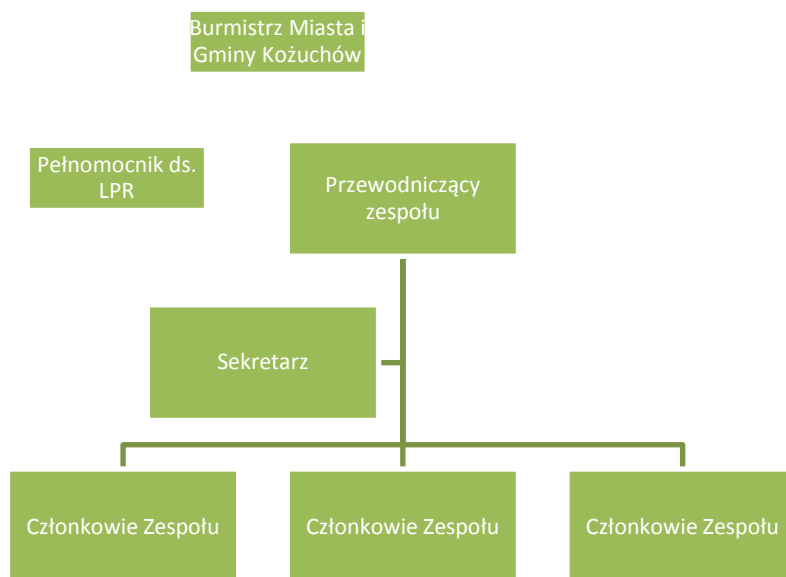 Burmistrz Miasta i
Gminy Kożuchów
Pełnomocnik ds.
LPR
Przewodniczący
zespołu
Sekretarz
Członkowie Zespołu
Członkowie Zespołu
Członkowie Zespołu